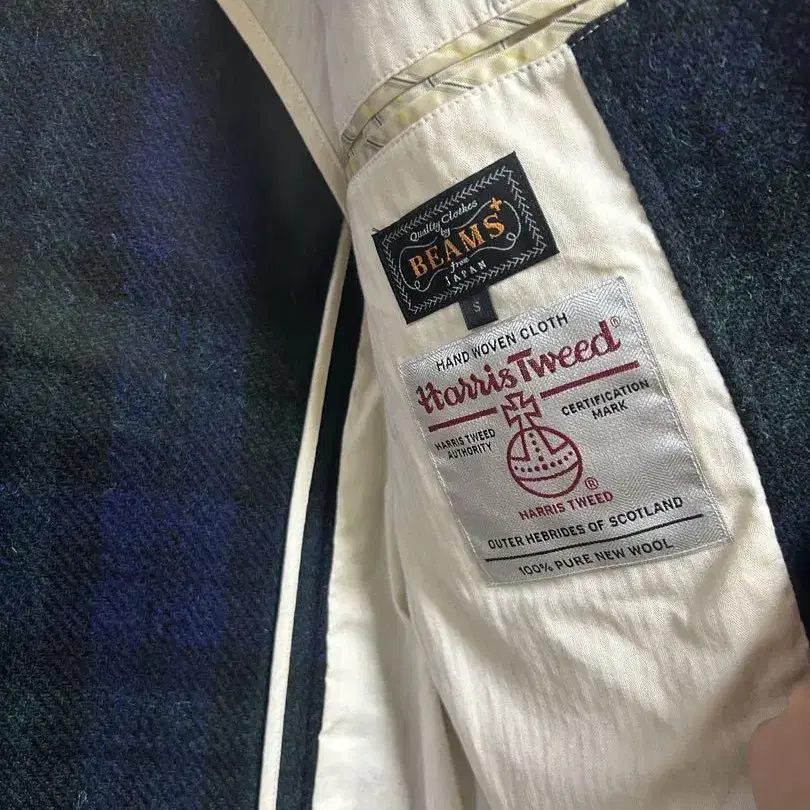 Quality Clothes
by
BEAMS+
from
JAPAN
S
HAND WOVEN CLOTH
Harris Tweed®
HARRIS TWEED
AUTHORITY
CERTIFICATION
MARK
®
HARRIS TWEED
OUTER HEBRIDES OF SCOTLAND
100% PURE NEW WOOL